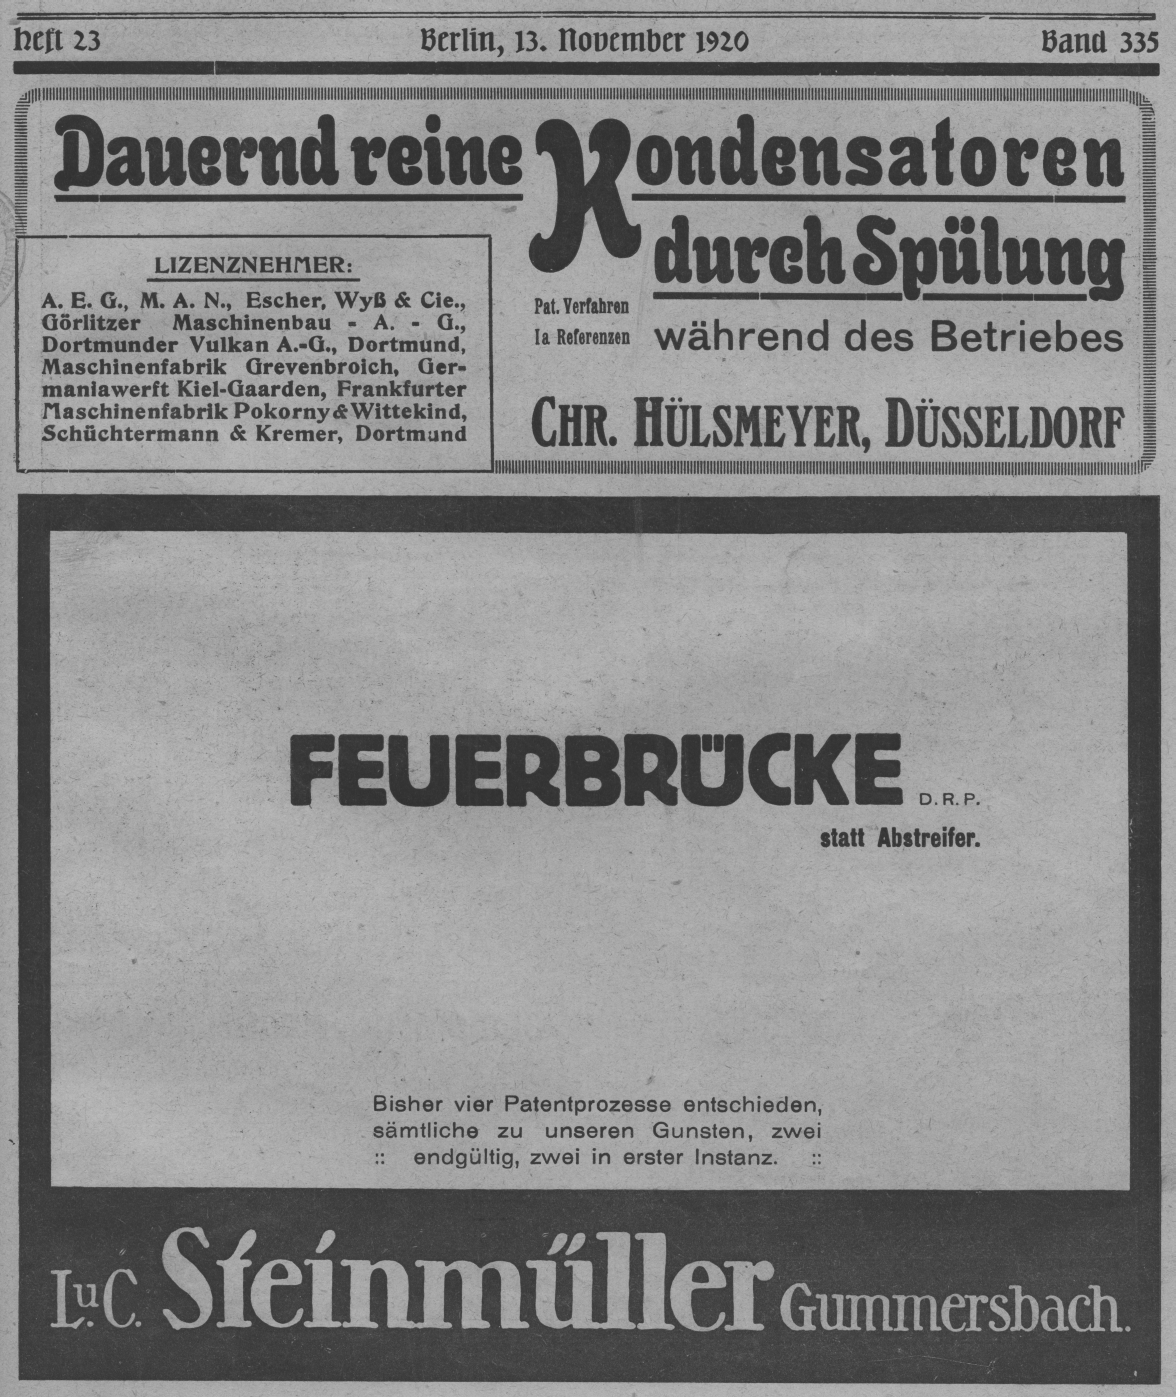 Heft 23 Berlin, 13. November 1920 Band 335
Dauernd reine Kondensatoren
durch Spülung
Pat. Verfahren
Ia Referenzen
während des Betriebes
CHR. HÜLSMEYER, DÜSSELDORF
LIZENZNEHMER:
A. E. G., M. A. N., Escher, Wyß & Cie.,
Görlitzer Maschinenbau - A. - G.,
Dortmunder Vulkan A.-G., Dortmund,
Maschinenfabrik Grevenbroich, Ger-
maniawerft Kiel-Gaarden, Frankfurter
Maschinenfabrik Pokorny & Wittekind,
Schüchtermann & Kremer, Dortmund
FEUERBRÜCKE D. R. P.
statt Abstreifer.
Bisher vier Patentprozesse entschieden,
sämtliche zu unseren Gunsten, zwei
:: endgültig, zwei in erster Instanz. ::
L. u. C. Steinmüller Gummersbach.